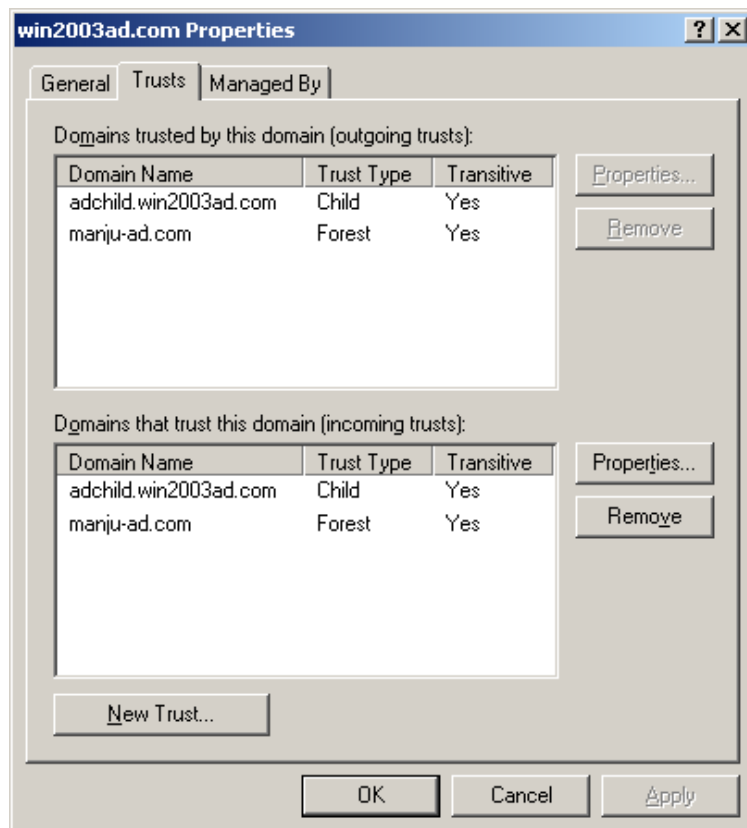 win2003ad.com Properties
General Trusts Managed By
Domains trusted by this domain (outgoing trusts):
Domain Name Trust Type Transitive
adchild.win2003ad.com Child Yes
manju-ad.com Forest Yes
Properties...
Remove
Domains that trust this domain (incoming trusts):
Domain Name Trust Type Transitive
adchild.win2003ad.com Child Yes
manju-ad.com Forest Yes
Properties...
Remove
New Trust...
OK Cancel Apply